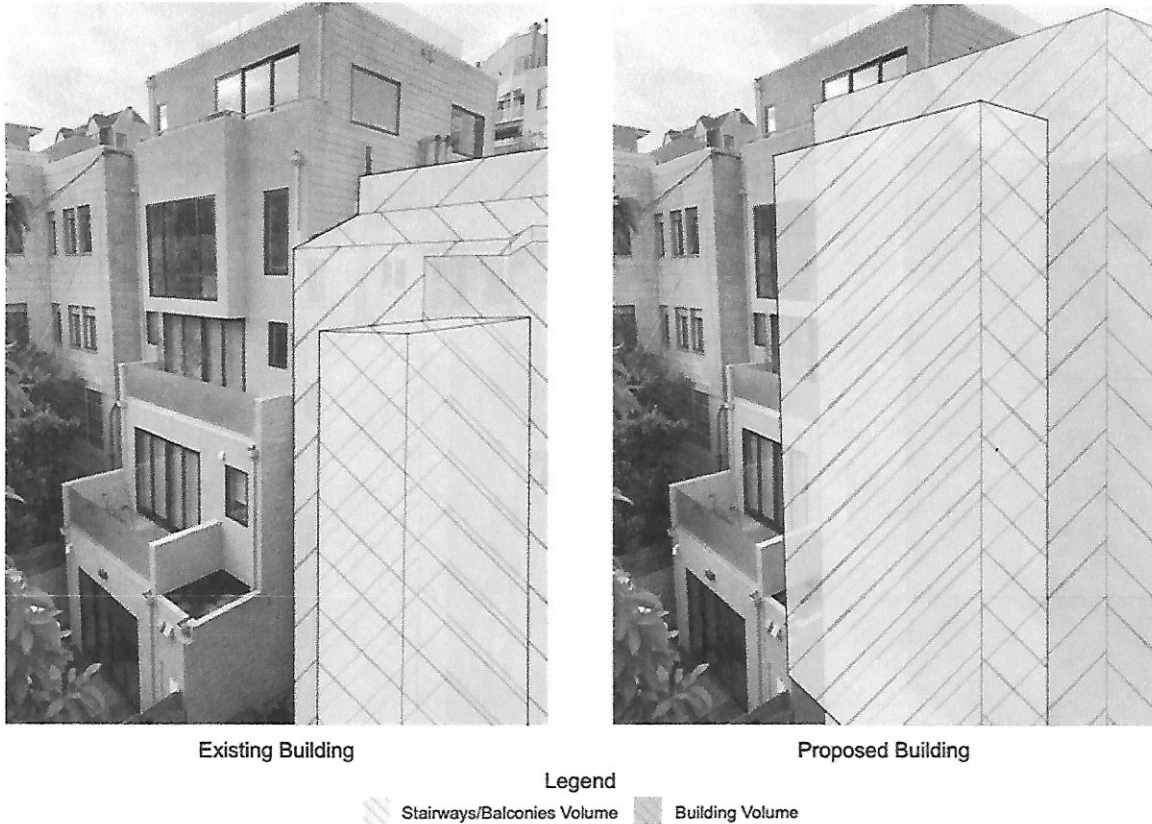 Existing Building
Proposed Building
Legend
Stairways/Balconies Volume
Building Volume